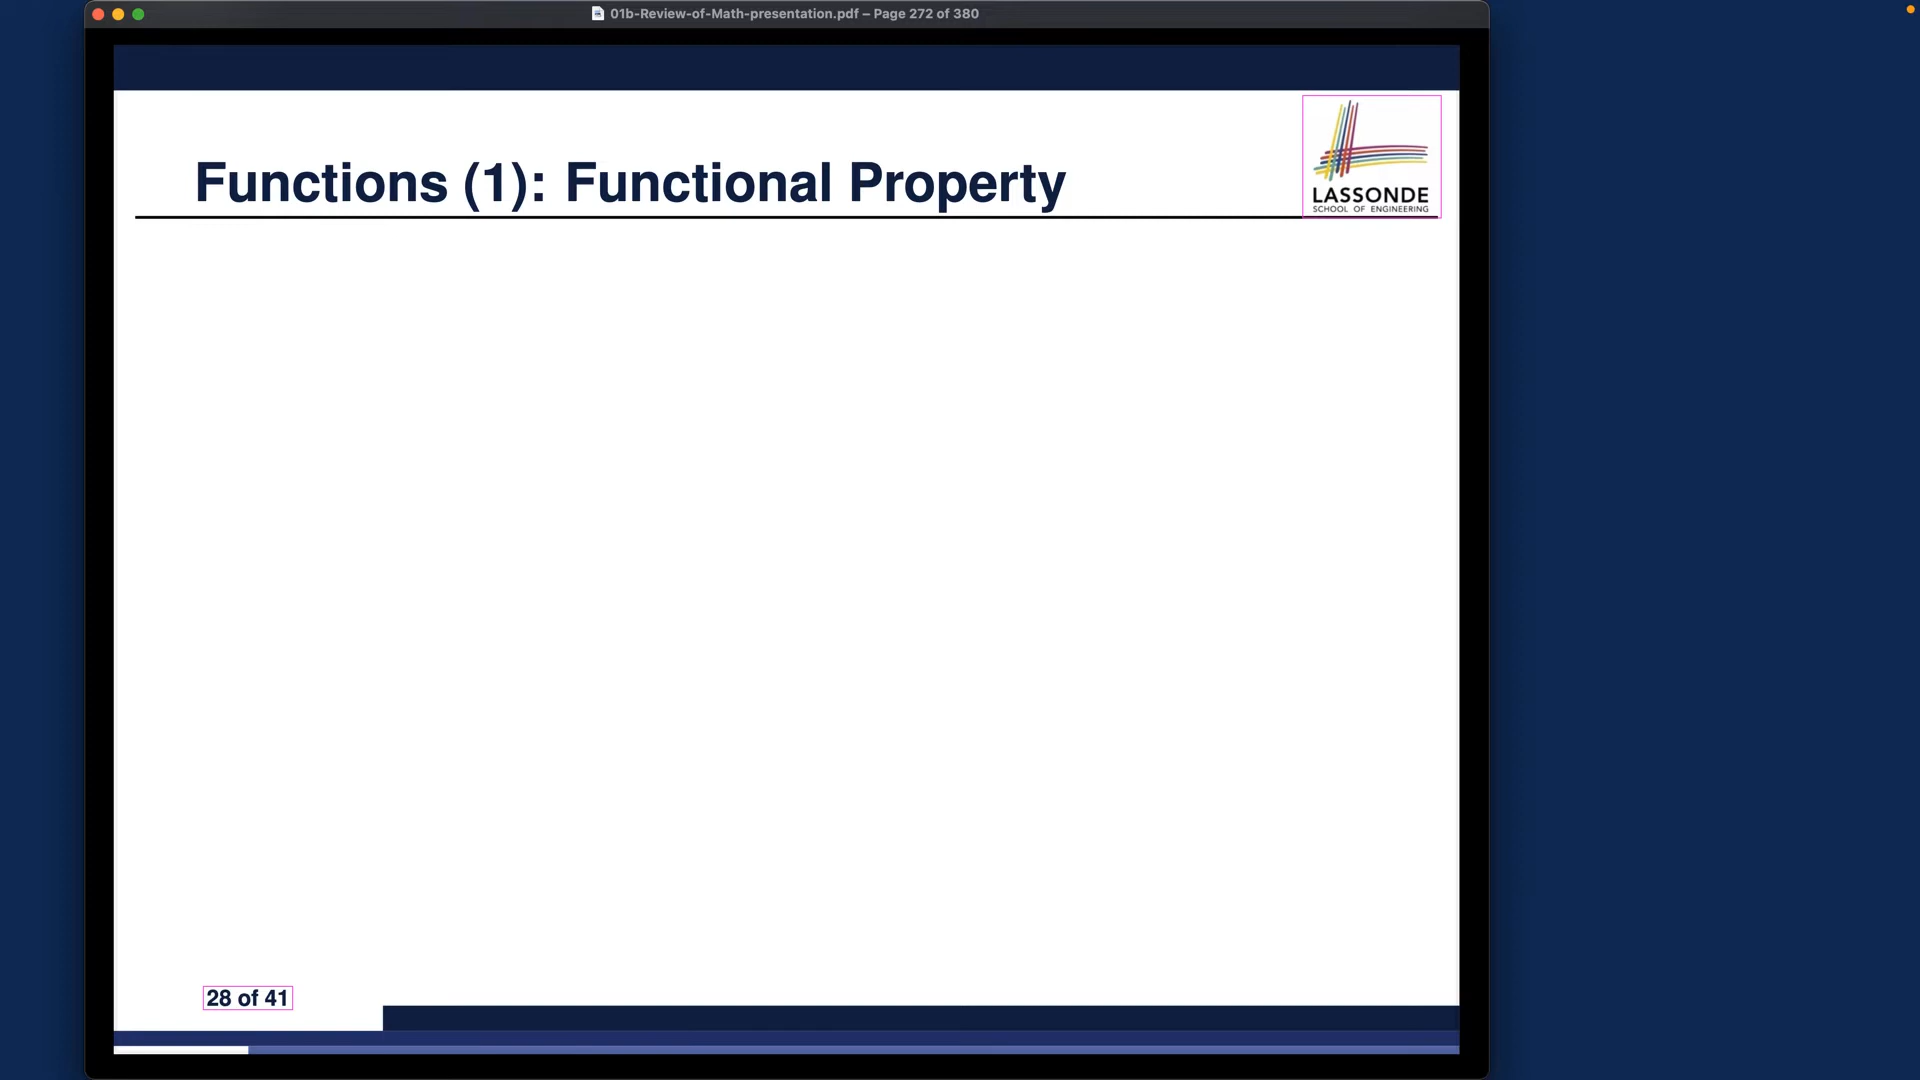 01b-Review-of-Math-presentation.pdf – Page 272 of 380
Functions (1): Functional Property
LASSONDE
SCHOOL OF ENGINEERING
28 of 41